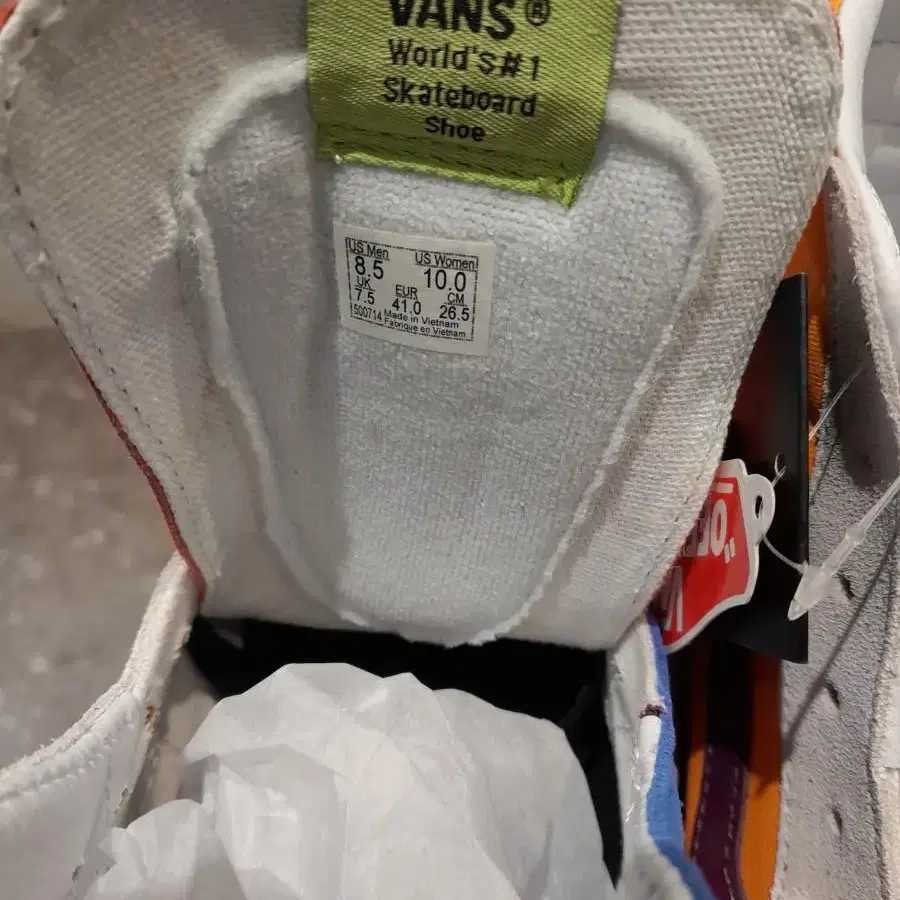 VANS®
World's #1
Skateboard
Shoe
US Men US Women
8.5 10.0
UK EUR CM
7.5 41.0 26.5
500714 Made in Vietnam
Fabrique en Vietnam